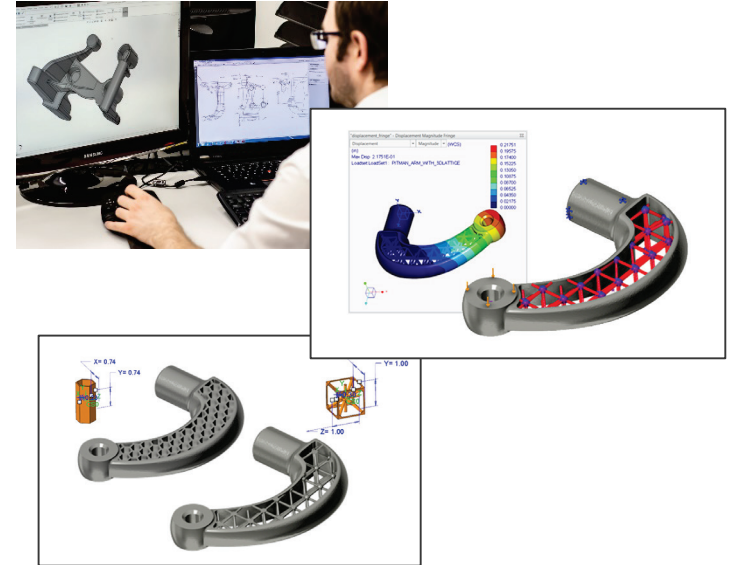 "displacement_fringe" - Displacement Magnitude Fringe
Displacement Magnitude (WCS)
(in)
Max Disp 2.1751E-01
Loadset:LoadSet1 : PITMAN_ARM_WITH_3DLATTICE
0.21751
0.19575
0.17400
0.15225
0.13050
0.10875
0.08700
0.06525
0.04350
0.02175
0.00000
Y
X
X= 0.74
Y= 0.74
Y= 1.00
Z= 1.00